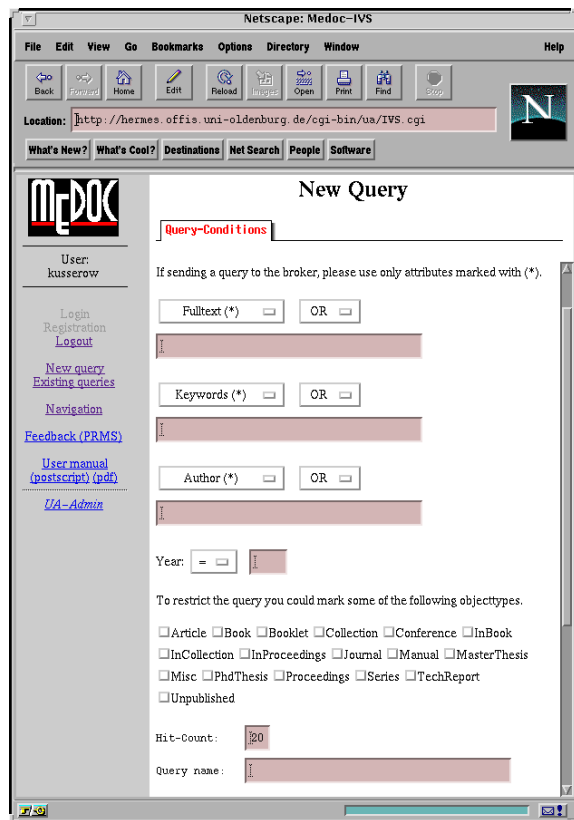 Netscape: Medoc-IVS
File Edit View Go Bookmarks Options Directory Window Help
Back Forward Home Edit Reload Images Open Print Find Stop
Location: http://hermes.offis.uni-oldenburg.de/cgi-bin/ua/IVS.cgi
N
What's New? What's Cool? Destinations Net Search People Software
MeDOC
User:
kusserow
Login
Registration
Logout
New query
Existing queries
Navigation
Feedback (PRMS)
User manual
(postscript) (pdf)
UA-Admin
New Query
Query-Conditions
If sending a query to the broker, please use only attributes marked with (*).
Fulltext (*) OR
Keywords (*) OR
Author (*) OR
Year: =
To restrict the query you could mark some of the following objecttypes.
Article Book Booklet Collection Conference InBook
InCollection InProceedings Journal Manual MasterThesis
Misc PhdThesis Proceedings Series TechReport
Unpublished
Hit-Count: 20
Query name: